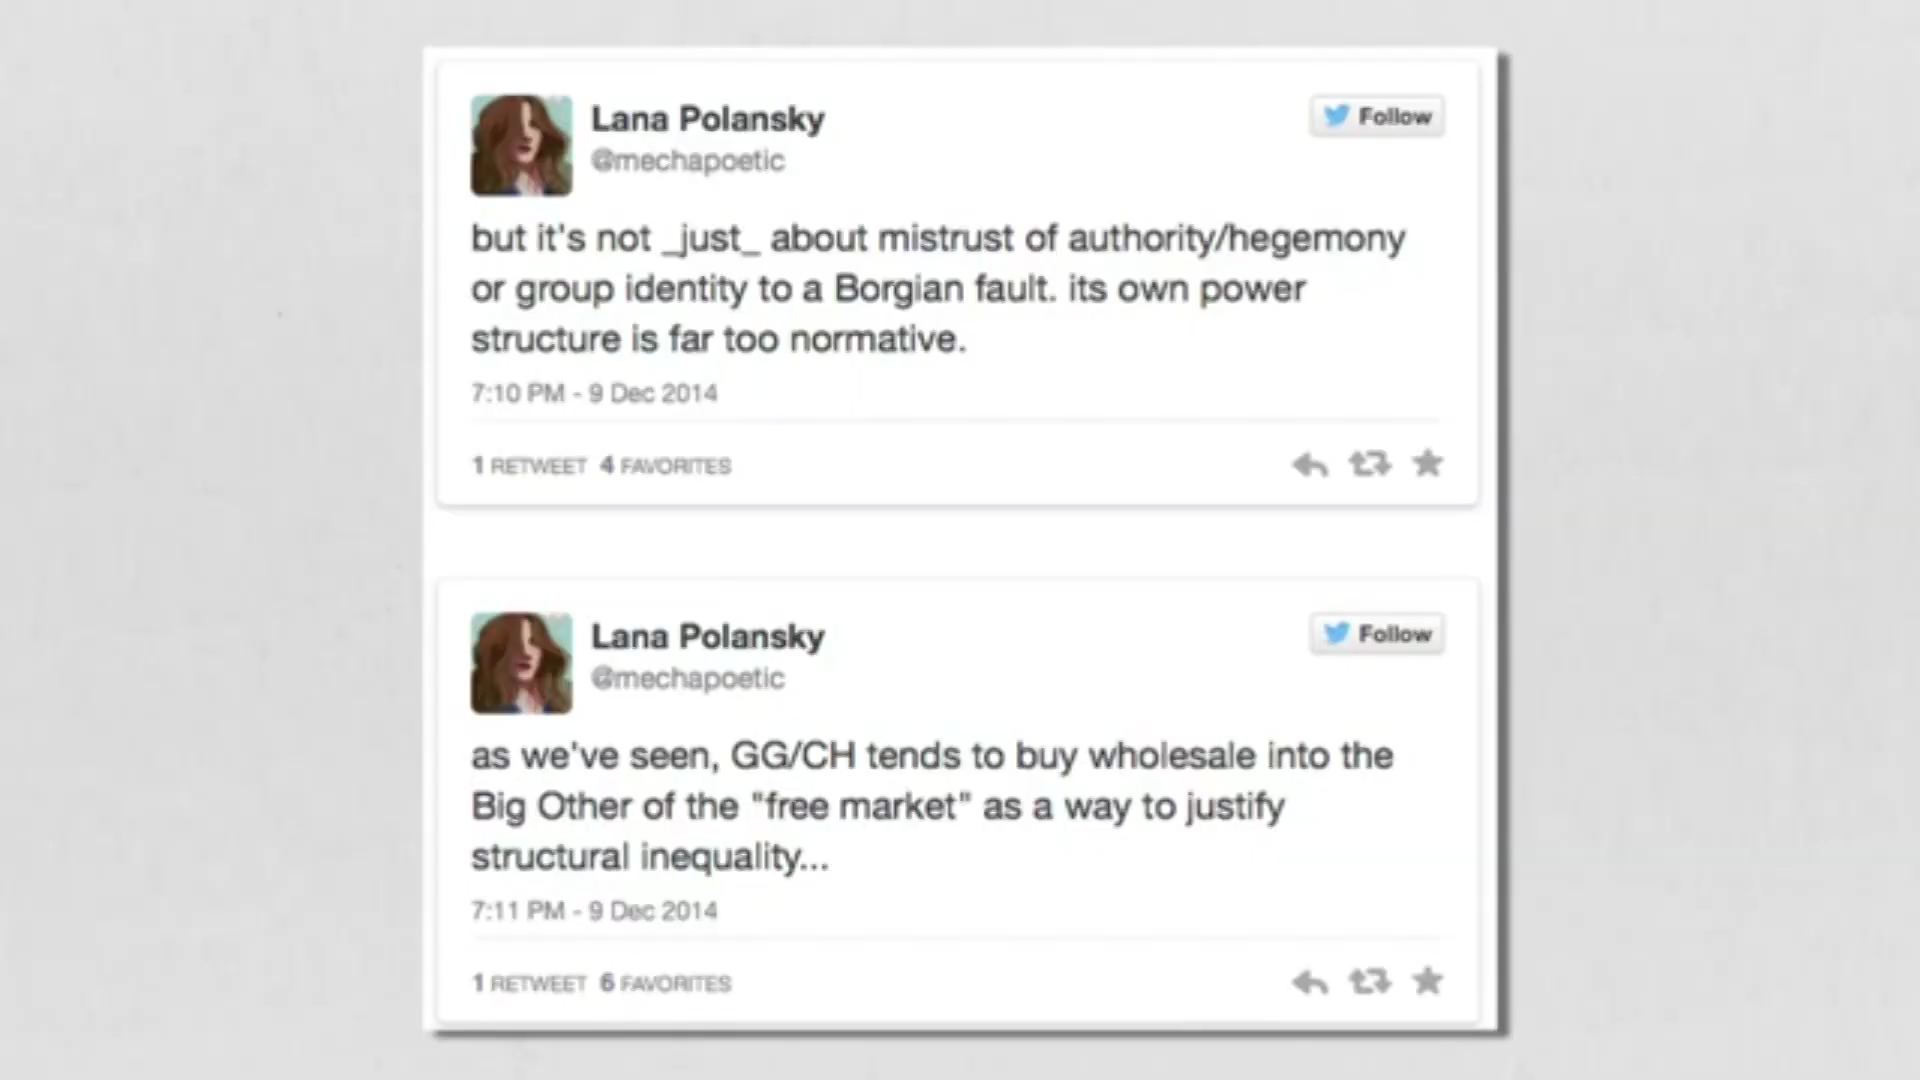 Lana Polansky
Follow
@mechapoetic
but it's not _just_ about mistrust of authority/hegemony
or group identity to a Borgian fault. its own power
structure is far too normative.
7:10 PM - 9 Dec 2014
1 RETWEET 4 FAVORITES
Lana Polansky
Follow
@mechapoetic
as we've seen, GG/CH tends to buy wholesale into the
Big Other of the "free market" as a way to justify
structural inequality...
7:11 PM - 9 Dec 2014
1 RETWEET 6 FAVORITES